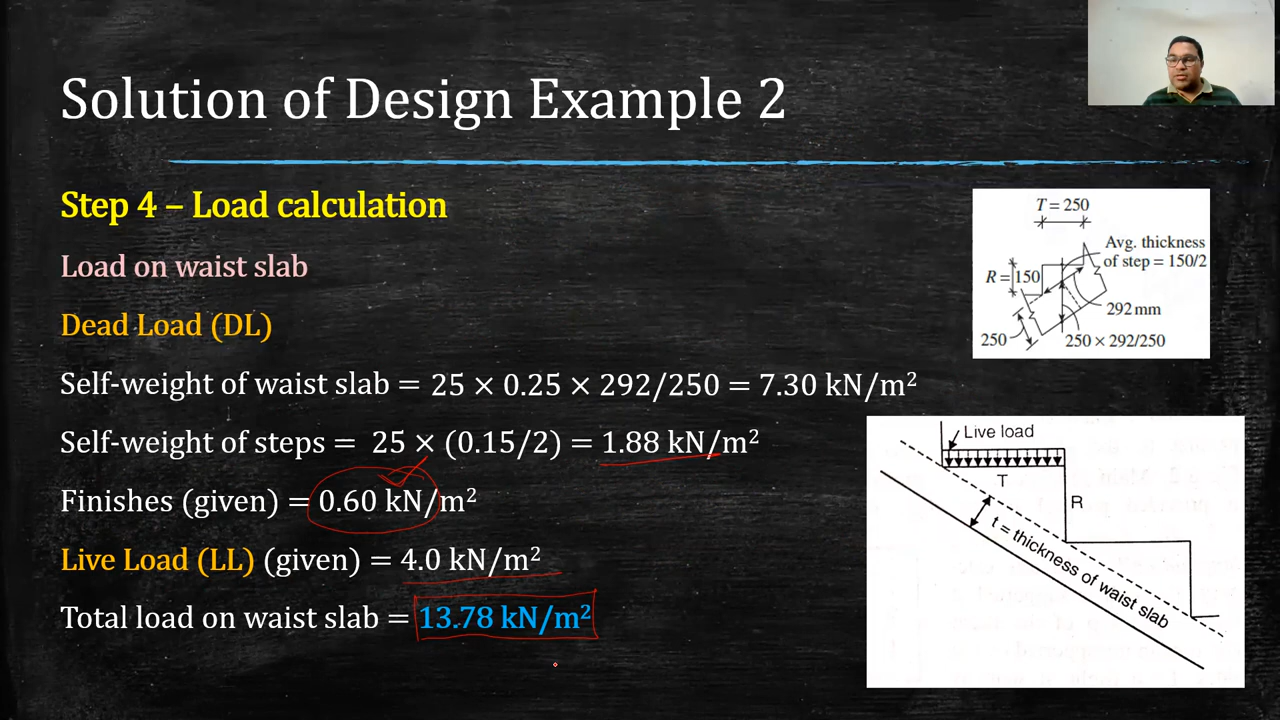 Solution of Design Example 2
Step 4 – Load calculation
Load on waist slab
Dead Load (DL)
Self-weight of waist slab = 25 × 0.25 × 292/250 = 7.30 kN/m²
Self-weight of steps = 25 × (0.15/2) = 1.88 kN/m²
Finishes (given) = 0.60 kN/m²
Live Load (LL) (given) = 4.0 kN/m²
Total load on waist slab = 13.78 kN/m²
T = 250
Avg. thickness
of step = 150/2
R = 150
292 mm
250
250 × 292/250
Live load
T
R
t = thickness of waist slab